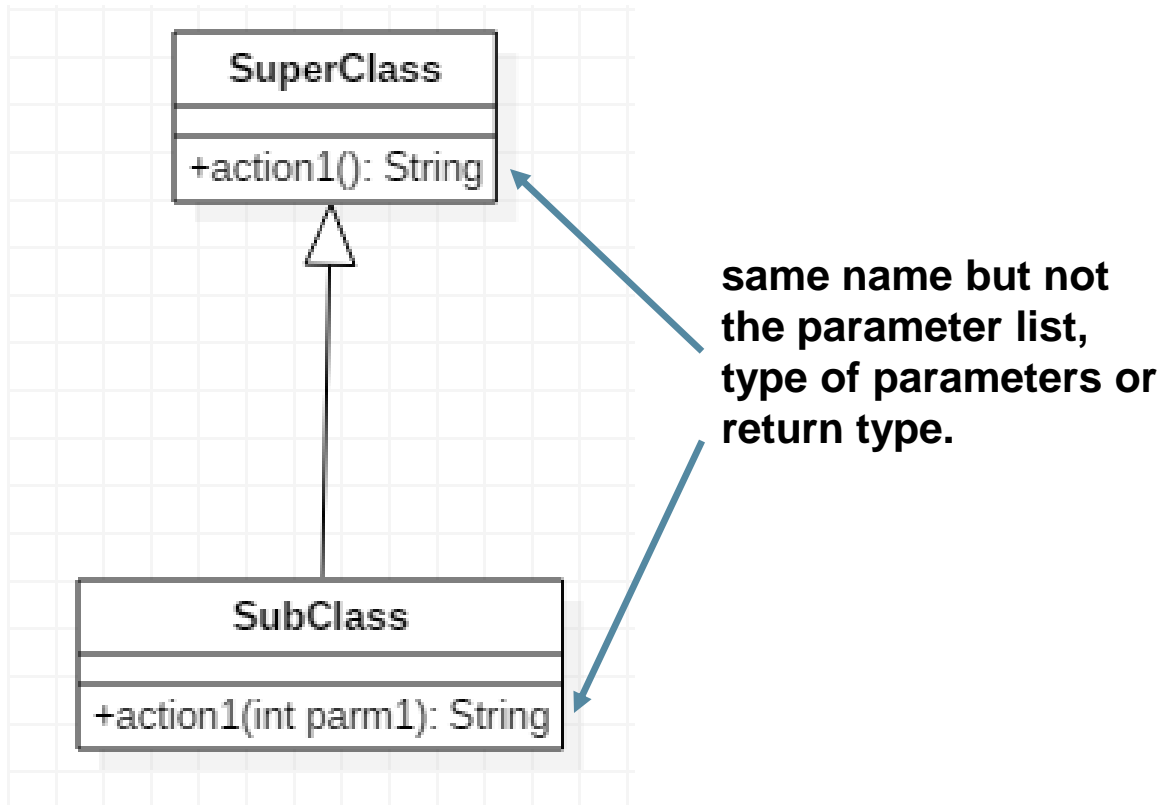 SuperClass
+action1(): String
same name but not
the parameter list,
type of parameters or
return type.
SubClass
+action1(int parm1): String